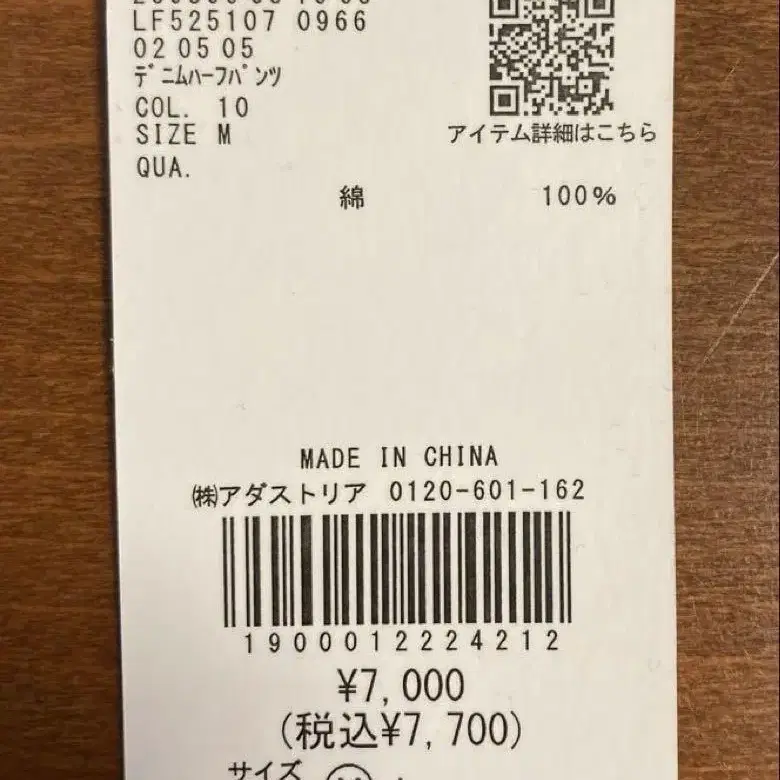 LF525107 0966
02 05 05
ﾃﾞﾆﾑﾊｰﾌﾊﾟﾝﾂ
COL. 10
SIZE M
アイテム詳細はこちら
QUA.
綿 100%
MADE IN CHINA
㈱アダストリア 0120-601-162
1900012224212
¥7,000
(税込¥7,700)
サイズ